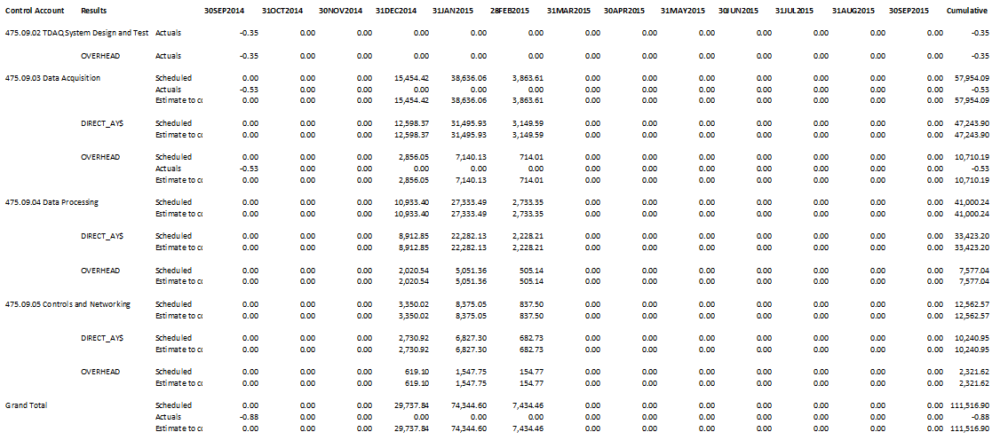 Control Account Results 30SEP2014 31OCT2014 30NOV2014 31DEC2014 31JAN2015 28FEB2015 31MAR2015 30APR2015 31MAY2015 30JUN2015 31JUL2015 31AUG2015 30SEP2015 Cumulative
475.09.02 TDAQ System Design and Test Actuals -0.35 0.00 0.00 0.00 0.00 0.00 0.00 0.00 0.00 0.00 0.00 0.00 0.00 -0.35
OVERHEAD Actuals -0.35 0.00 0.00 0.00 0.00 0.00 0.00 0.00 0.00 0.00 0.00 0.00 0.00 -0.35
475.09.03 Data Acquisition Scheduled 0.00 0.00 0.00 15,454.42 38,636.06 3,863.61 0.00 0.00 0.00 0.00 0.00 0.00 0.00 57,954.09
Actuals -0.53 0.00 0.00 0.00 0.00 0.00 0.00 0.00 0.00 0.00 0.00 0.00 0.00 -0.53
Estimate to cc 0.00 0.00 0.00 15,454.42 38,636.06 3,863.61 0.00 0.00 0.00 0.00 0.00 0.00 0.00 57,954.09
DIRECT_AY$ Scheduled 0.00 0.00 0.00 12,598.37 31,495.93 3,149.59 0.00 0.00 0.00 0.00 0.00 0.00 0.00 47,243.90
Estimate to cc 0.00 0.00 0.00 12,598.37 31,495.93 3,149.59 0.00 0.00 0.00 0.00 0.00 0.00 0.00 47,243.90
OVERHEAD Scheduled 0.00 0.00 0.00 2,856.05 7,140.13 714.01 0.00 0.00 0.00 0.00 0.00 0.00 0.00 10,710.19
Actuals -0.53 0.00 0.00 0.00 0.00 0.00 0.00 0.00 0.00 0.00 0.00 0.00 0.00 -0.53
Estimate to cc 0.00 0.00 0.00 2,856.05 7,140.13 714.01 0.00 0.00 0.00 0.00 0.00 0.00 0.00 10,710.19
475.09.04 Data Processing Scheduled 0.00 0.00 0.00 10,933.40 27,333.49 2,733.35 0.00 0.00 0.00 0.00 0.00 0.00 0.00 41,000.24
Estimate to cc 0.00 0.00 0.00 10,933.40 27,333.49 2,733.35 0.00 0.00 0.00 0.00 0.00 0.00 0.00 41,000.24
DIRECT_AY$ Scheduled 0.00 0.00 0.00 8,912.85 22,282.13 2,228.21 0.00 0.00 0.00 0.00 0.00 0.00 0.00 33,423.20
Estimate to cc 0.00 0.00 0.00 8,912.85 22,282.13 2,228.21 0.00 0.00 0.00 0.00 0.00 0.00 0.00 33,423.20
OVERHEAD Scheduled 0.00 0.00 0.00 2,020.54 5,051.36 505.14 0.00 0.00 0.00 0.00 0.00 0.00 0.00 7,577.04
Estimate to cc 0.00 0.00 0.00 2,020.54 5,051.36 505.14 0.00 0.00 0.00 0.00 0.00 0.00 0.00 7,577.04
475.09.05 Controls and Networking Scheduled 0.00 0.00 0.00 3,350.02 8,375.05 837.50 0.00 0.00 0.00 0.00 0.00 0.00 0.00 12,562.57
Estimate to cc 0.00 0.00 0.00 3,350.02 8,375.05 837.50 0.00 0.00 0.00 0.00 0.00 0.00 0.00 12,562.57
DIRECT_AY$ Scheduled 0.00 0.00 0.00 2,730.92 6,827.30 682.73 0.00 0.00 0.00 0.00 0.00 0.00 0.00 10,240.95
Estimate to cc 0.00 0.00 0.00 2,730.92 6,827.30 682.73 0.00 0.00 0.00 0.00 0.00 0.00 0.00 10,240.95
OVERHEAD Scheduled 0.00 0.00 0.00 619.10 1,547.75 154.77 0.00 0.00 0.00 0.00 0.00 0.00 0.00 2,321.62
Estimate to cc 0.00 0.00 0.00 619.10 1,547.75 154.77 0.00 0.00 0.00 0.00 0.00 0.00 0.00 2,321.62
Grand Total Scheduled 0.00 0.00 0.00 29,737.84 74,344.60 7,434.46 0.00 0.00 0.00 0.00 0.00 0.00 0.00 111,516.90
Actuals -0.88 0.00 0.00 0.00 0.00 0.00 0.00 0.00 0.00 0.00 0.00 0.00 0.00 -0.88
Estimate to cc 0.00 0.00 0.00 29,737.84 74,344.60 7,434.46 0.00 0.00 0.00 0.00 0.00 0.00 0.00 111,516.90